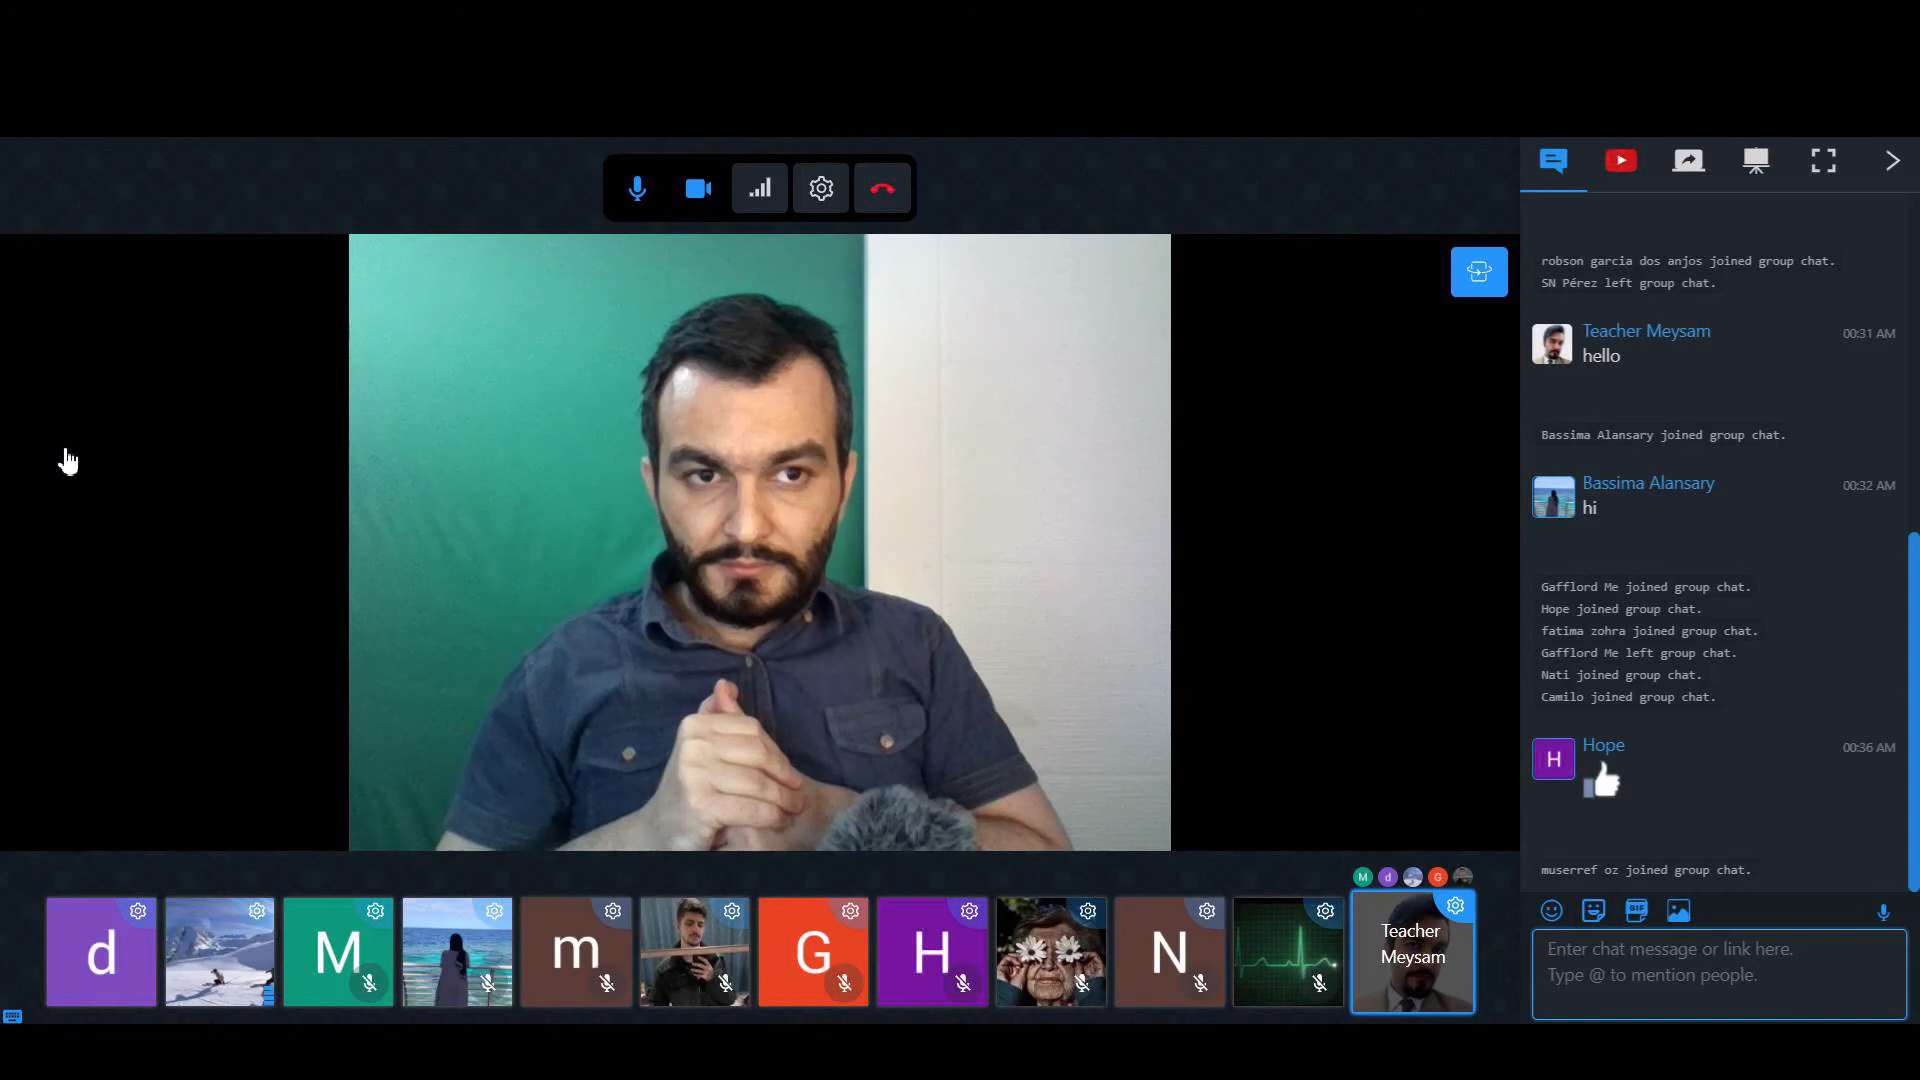 robson garcia dos anjos joined group chat.
SN Pérez left group chat.
Teacher Meysam 00:31 AM
hello
Bassima Alansary joined group chat.
Bassima Alansary 00:32 AM
hi
Gafflord Me joined group chat.
Hope joined group chat.
fatima zohra joined group chat.
Gafflord Me left group chat.
Nati joined group chat.
Camilo joined group chat.
H Hope 00:36 AM
muserref oz joined group chat.
GIF
Enter chat message or link here.
Type @ to mention people.
M d G
d M m G H N
Teacher
Meysam